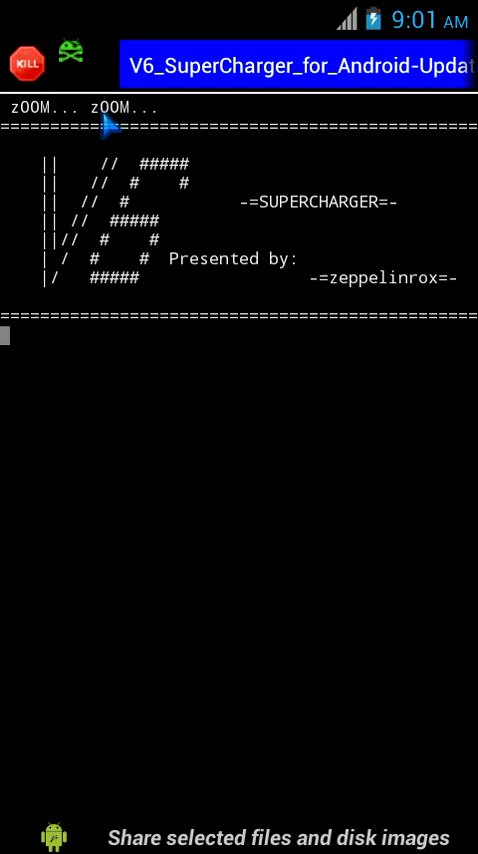 9:01 AM
KILL
V6_SuperCharger_for_Android-Updat
zOOM... zOOM...
================================================
||    //  #####
||   //  #    #
||  //  #           -=SUPERCHARGER=-
|| //  #####
||//  #    #
| /  #   #  Presented by:
|/   #####                 -=zeppelinrox=-
================================================
Share selected files and disk images